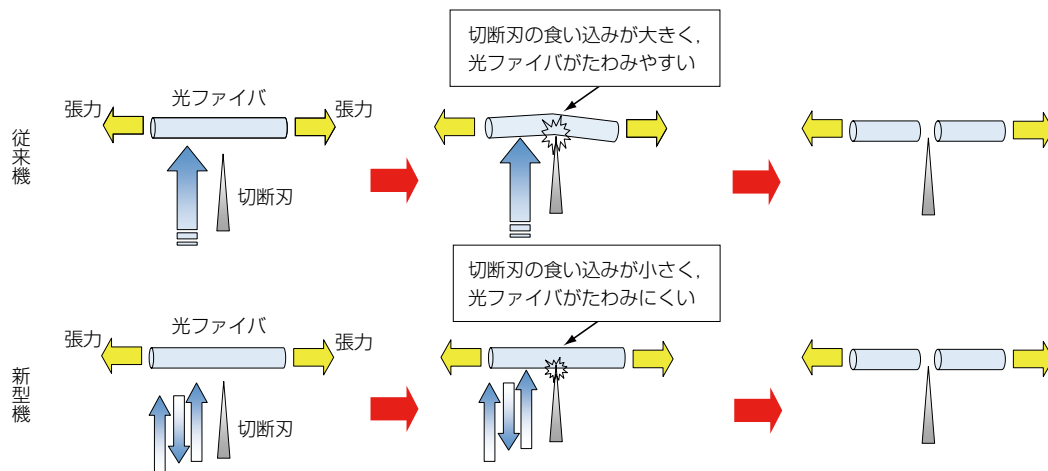 従来機
切断刃の食い込みが大きく,
光ファイバがたわみやすい
張力
光ファイバ
張力
切断刃
新型機
切断刃の食い込みが小さく,
光ファイバがたわみにくい
張力
光ファイバ
張力
切断刃